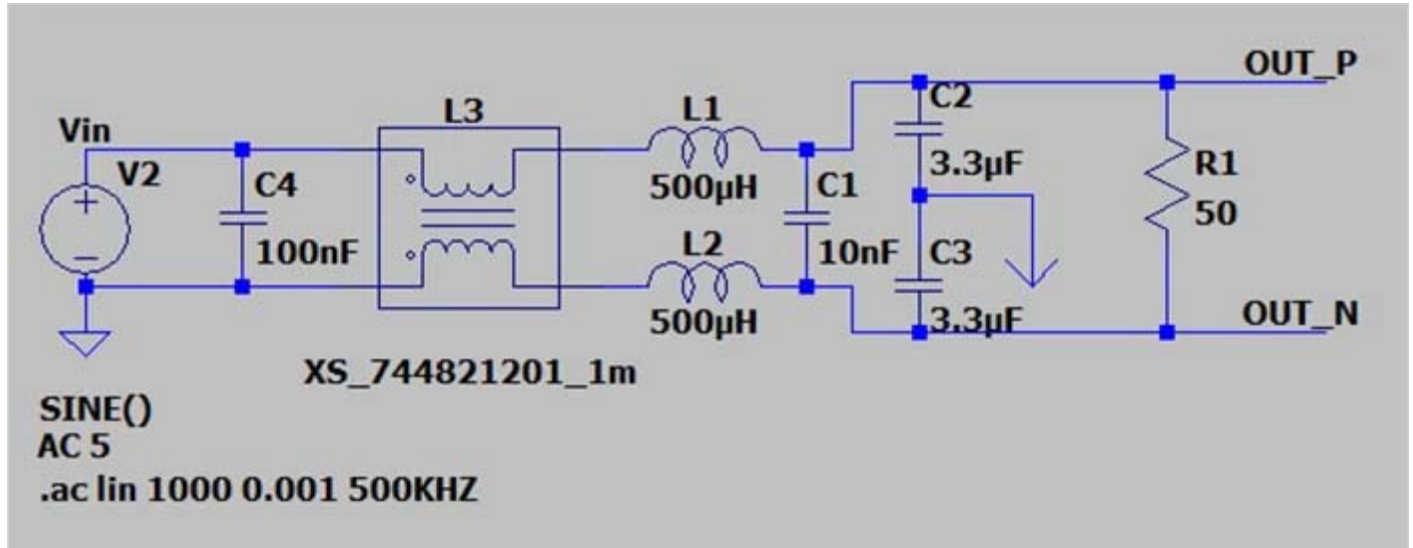 OUT_P
C2
L3
L1
Vin
V2
3.3µF
R1
C4
500µH
C1
50
L2
100nF
10nF
C3
500µH
3.3µF
OUT_N
XS_744821201_1m
SINE()
AC 5
.ac lin 1000 0.001 500KHZ